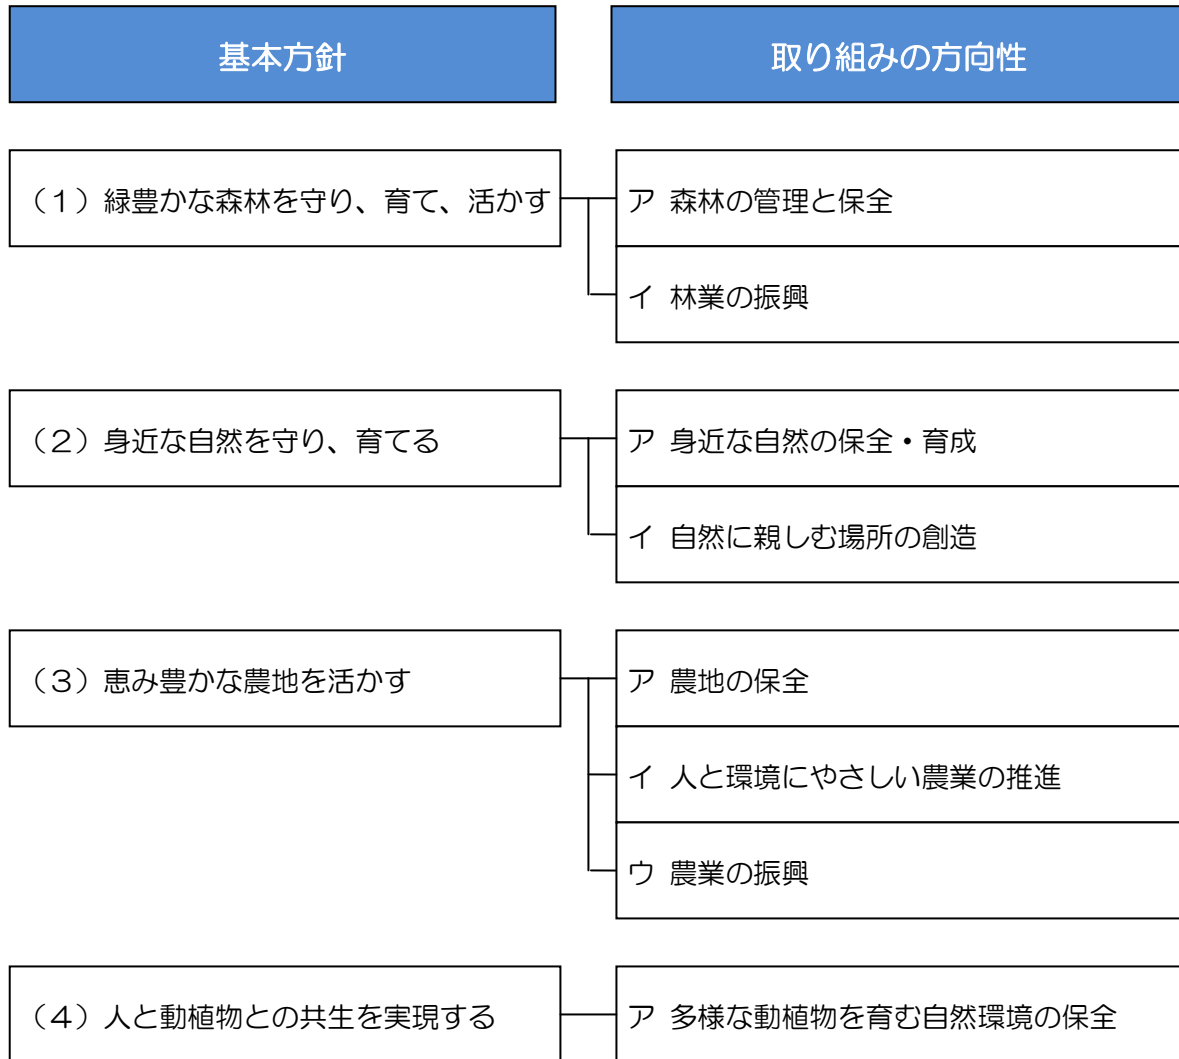 基本方針
取り組みの方向性
（１）緑豊かな森林を守り、育て、活かす
ア 森林の管理と保全
イ 林業の振興
（２）身近な自然を守り、育てる
ア 身近な自然の保全・育成
イ 自然に親しむ場所の創造
（３）恵み豊かな農地を活かす
ア 農地の保全
イ 人と環境にやさしい農業の推進
ウ 農業の振興
（４）人と動植物との共生を実現する
ア 多様な動植物を育む自然環境の保全